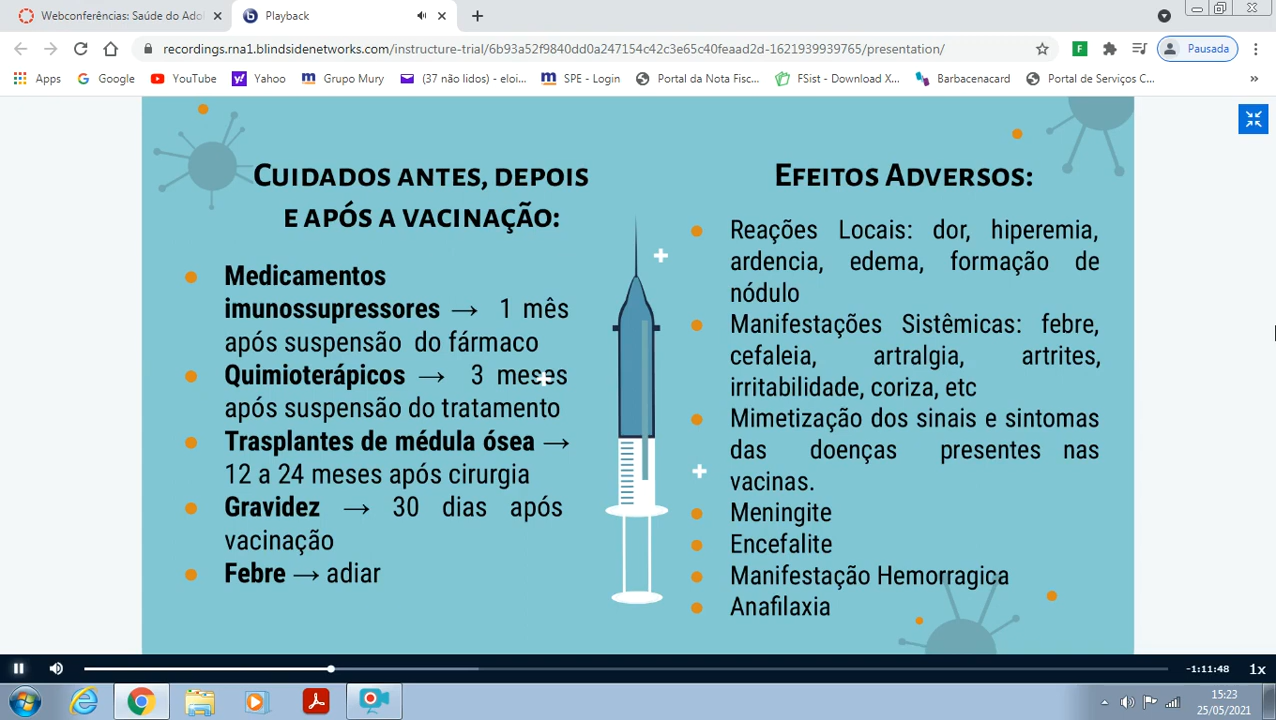 Webconferências: Saúde do Ado
Playback
recordings.rna1.blindsidenetworks.com/instructure-trial/6b93a52f9840dd0a247154c42c3e65c40feaad2d-1621939939765/presentation/
Pausada
Apps
Google
YouTube
Yahoo
Grupo Mury
(37 não lidos) - eloi...
SPE - Login
Portal da Nota Fisc...
FSist - Download X...
Barbacenacard
Portal de Serviços C...
»
CUIDADOS ANTES, DEPOIS
E APÓS A VACINAÇÃO:
Medicamentos
imunossupressores → 1 mês
após suspensão do fármaco
Quimioterápicos → 3 meses
após suspensão do tratamento
Trasplantes de médula ósea →
12 a 24 meses após cirurgia
Gravidez → 30 dias após
vacinação
Febre → adiar
EFEITOS ADVERSOS:
Reações Locais: dor, hiperemia,
ardencia, edema, formação de
nódulo
Manifestações Sistêmicas: febre,
cefaleia, artralgia, artrites,
irritabilidade, coriza, etc
Mimetização dos sinais e sintomas
das doenças presentes nas
vacinas.
Meningite
Encefalite
Manifestação Hemorragica
Anafilaxia
-1:11:48
1x
15:23
25/05/2021